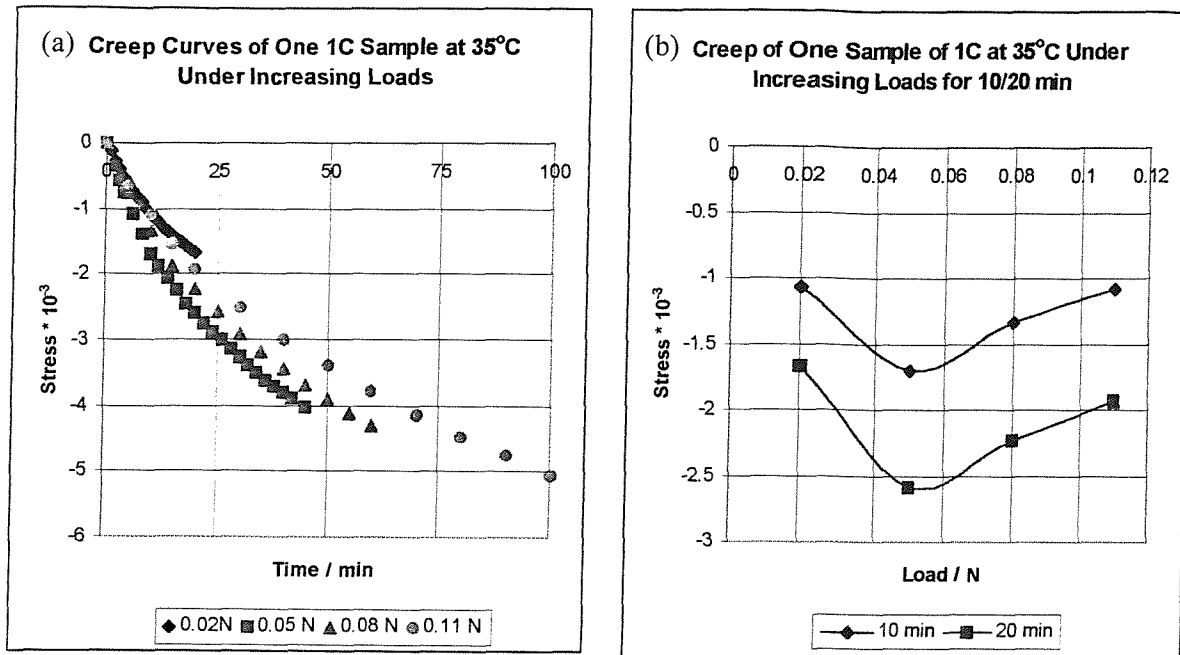 (a) Creep Curves of One 1C Sample at 35°C
Under Increasing Loads
0
0 25 50 75 100
-1
-2
-3
-4
-5
-6
Stress * 10⁻³
Time / min
0.02N 0.05 N 0.08 N 0.11 N
(b) Creep of One Sample of 1C at 35°C Under
Increasing Loads for 10/20 min
0
0 0.02 0.04 0.06 0.08 0.1 0.12
-0.5
-1
-1.5
-2
-2.5
-3
Stress * 10⁻³
Load / N
10 min 20 min